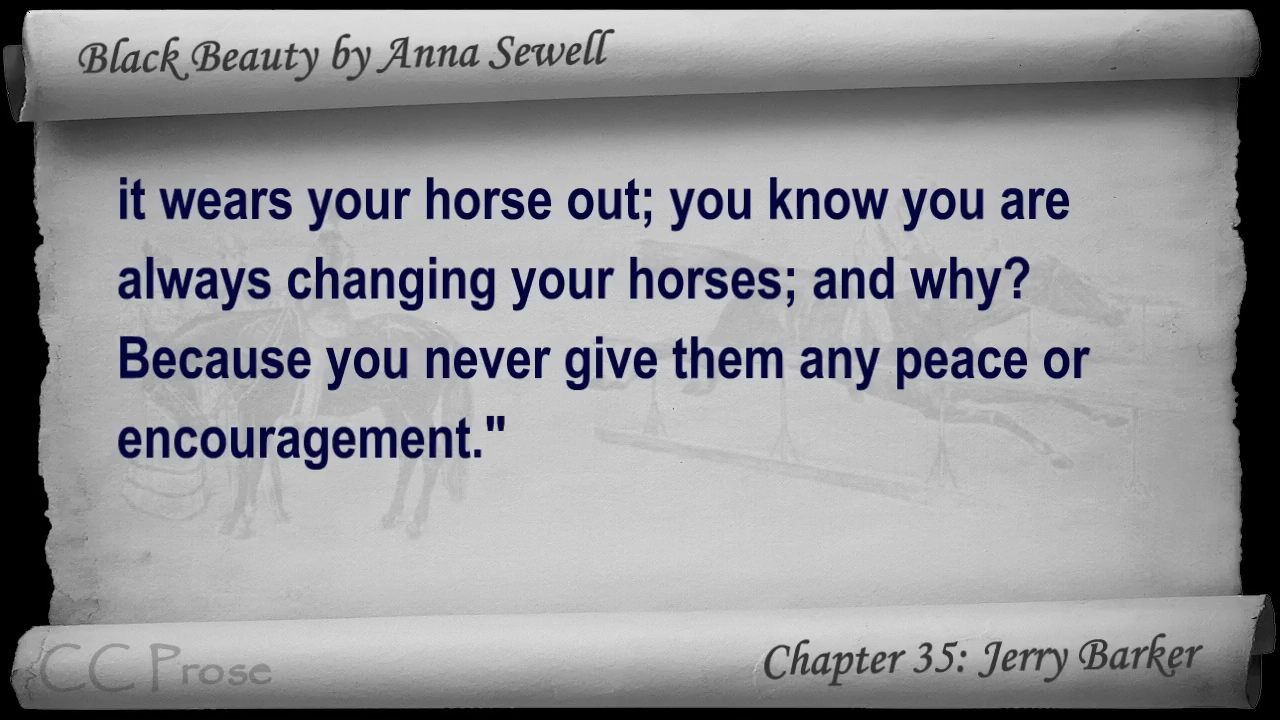 Black Beauty by Anna Sewell
it wears your horse out; you know you are
always changing your horses; and why?
Because you never give them any peace or
encouragement."
CC Prose
Chapter 35: Jerry Barker